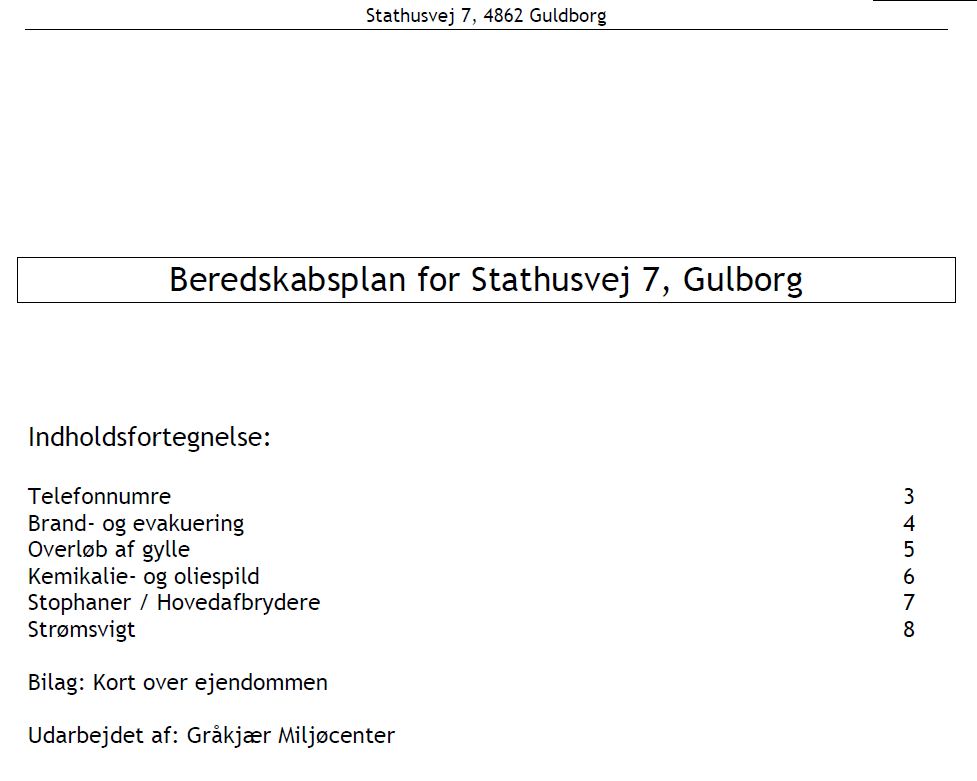 Stathusvej 7, 4862 Guldborg
Beredskabsplan for Stathusvej 7, Gulborg
Indholdsfortegnelse:
Telefonnumre 3
Brand- og evakuering 4
Overløb af gylle 5
Kemikalie- og oliespild 6
Stophaner / Hovedafbrydere 7
Strømsvigt 8
Bilag: Kort over ejendommen
Udarbejdet af: Gråkjær Miljøcenter